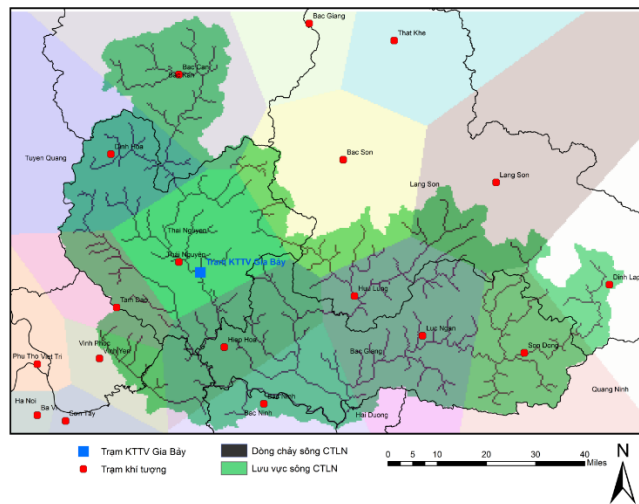 Bac Giang
That Khe
Bac Can
Bac Kan
Dinh Hoa
Tuyen Quang
Bac Son
Lang Son
Lang Son
Thai Nguyen
Thai Nguyen
Trạm KTTV Gia Bảy
Dinh Lap
Tam Dao
Huu Lung
Hiep Hoa
Luc Ngan
Son Dong
Vinh Phuc
Vinh Yen
Bac Giang
Phu Tho
Viet Tri
Quang Ninh
Ha Noi
Ba Vi
Son Tay
Bac Ninh
Bac Ninh
Hai Duong
Trạm KTTV Gia Bảy
Trạm khí tượng
Dòng chảy sông CTLN
Lưu vực sông CTLN
0 5 10 20 30 40
Miles
N